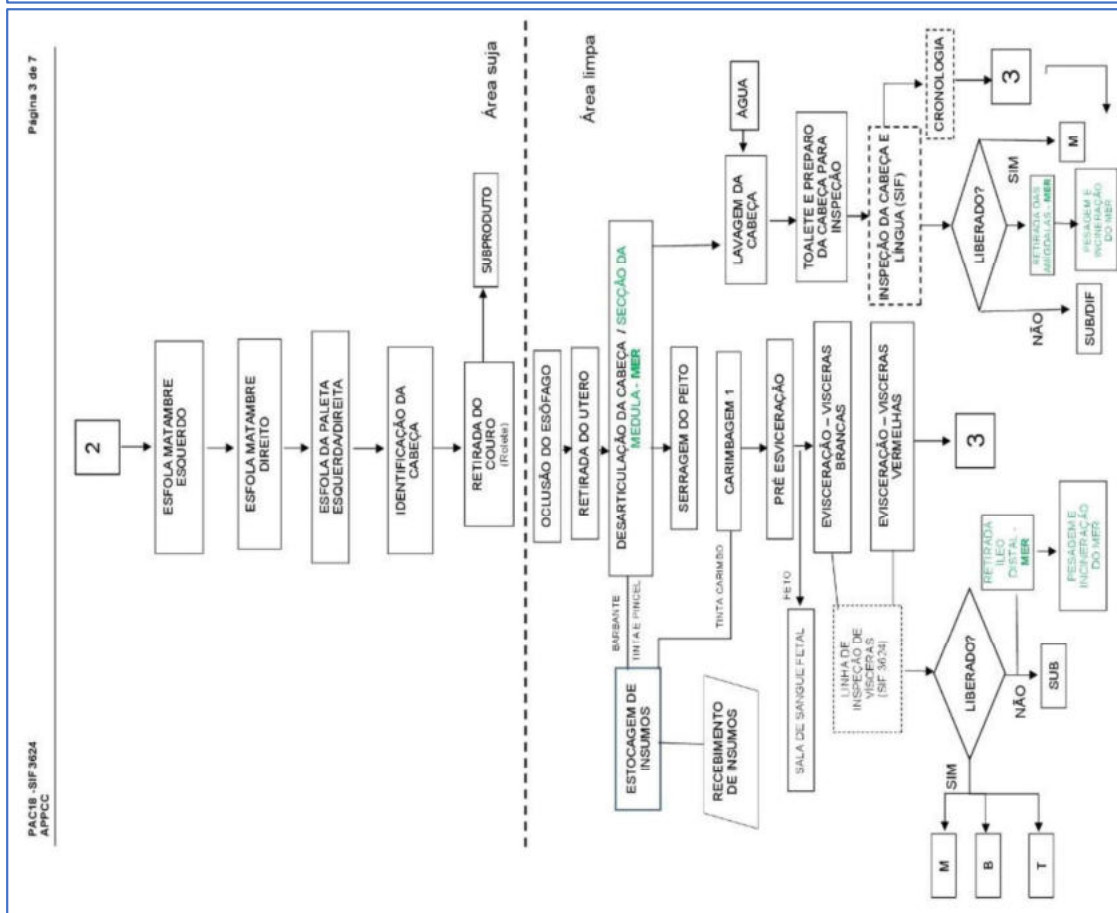 PAC18 -SIF3624
APPCC
Página 3 de 7
2
ESFOLA MATAMBRE
ESQUERDO
ESFOLA MATAMBRE
DIREITO
ESFOLA DA PALETA
ESQUERDA/DIREITA
IDENTIFICAÇÃO DA
CABEÇA
RETIRADA DO
COURO
(Rolete)
SUBPRODUTO
Área suja
Área limpa
OCLUSÃO DO ESÔFAGO
RETIRADA DO UTERO
DESARTICULAÇÃO DA CABEÇA / SECÇÃO DA
MEDULA - MER
BARBANTE
TINTA E PINCEL
ESTOCAGEM DE
INSUMOS
RECEBIMENTO
DE INSUMOS
SERRAGEM DO PEITO
TINTA CARIMBO
CARIMBAGEM 1
PRÉ ESVICERAÇÃO
FETO
SALA DE SANGUE FETAL
EVISCERAÇÃO – VISCERAS
BRANCAS
EVISCERAÇÃO – VISCERAS
VERMELHAS
3
LINHA DE
INSPEÇÃO DE
VÍSCERAS
(SIF 3624)
LIBERADO?
SIM
M
B
T
NÃO
SUB
RETIRADA
ÍLEO
DISTAL -
MER
PESAGEM E
INCINERAÇÃO
DO MER
LAVAGEM DA
CABEÇA
ÁGUA
TOALETE E PREPARO
DA CABEÇA PARA
INSPEÇÃO
INSPEÇÃO DA CABEÇA E
LÍNGUA (SIF)
CRONOLOGIA
3
LIBERADO?
SIM
M
NÃO
SUB/DIF
RETIRADA DAS
AMIGDALAS - MER
PESAGEM E
INCINERAÇÃO
DO MER